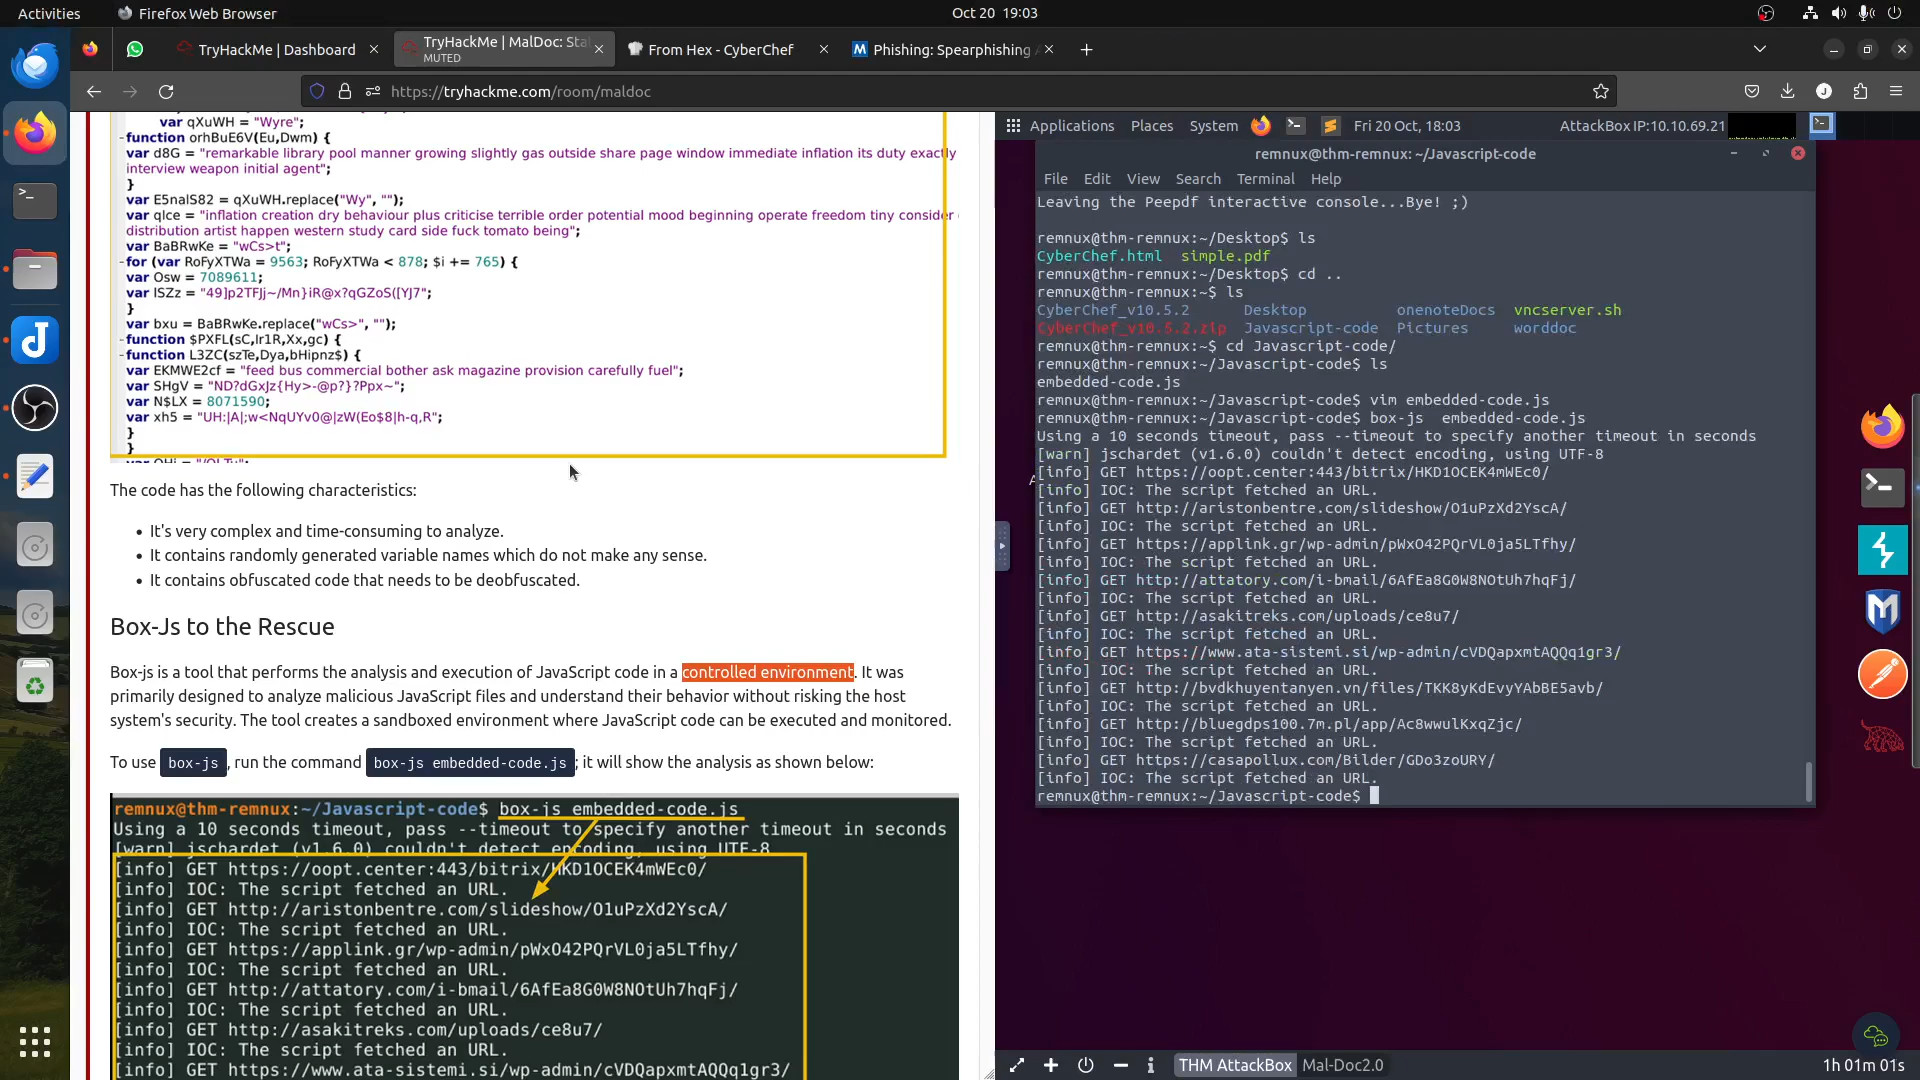 Activities
Firefox Web Browser
Oct 20 19:03
TryHackMe | Dashboard
TryHackMe | MalDoc: Sta
MUTED
From Hex - CyberChef
Phishing: Spearphishing
https://tryhackme.com/room/maldoc
var qXuWH = "Wyre";
-function orhBuE6V(Eu,Dwm) {
var d8G = "remarkable library pool manner growing slightly gas outside share page window immediate inflation its duty exactly
interview weapon initial agent";
}
var E5nalS82 = qXuWH.replace("Wy", "");
var qIce = "inflation creation dry behaviour plus criticise terrible order potential mood beginning operate freedom tiny consider
distribution artist happen western study card side fuck tomato being";
var BaBRwKe = "wCs>t";
-for (var RoFyXTWa = 9563; RoFyXTWa < 878; $i += 765) {
var Osw = 7089611;
var lSZz = "49]p2TFJj~/Mn}iR@x?qGZoS([YJ7";
}
var bxu = BaBRwKe.replace("wCs>", "");
-function $PXFL(sC,lr1R,Xx,gc) {
-function L3ZC(szTe,Dya,bHipnz$) {
var EKMWE2cf = "feed bus commercial bother ask magazine provision carefully fuel";
var SHgV = "ND?dGxJz{Hy>-@p?}?Ppx~";
var N$LX = 8071590;
var xh5 = "UH:|A|;w<NqUYv0@|zW(Eo$8|h-q,R";
}
}
The code has the following characteristics:
• It's very complex and time-consuming to analyze.
• It contains randomly generated variable names which do not make any sense.
• It contains obfuscated code that needs to be deobfuscated.
Box-Js to the Rescue
Box-js is a tool that performs the analysis and execution of JavaScript code in a controlled environment. It was
primarily designed to analyze malicious JavaScript files and understand their behavior without risking the host
system's security. The tool creates a sandboxed environment where JavaScript code can be executed and monitored.
To use box-js, run the command box-js embedded-code.js; it will show the analysis as shown below:
remnux@thm-remnux:~/Javascript-code$ box-js embedded-code.js
Using a 10 seconds timeout, pass --timeout to specify another timeout in seconds
[warn] jschardet (v1.6.0) couldn't detect encoding, using UTF-8
[info] GET https://oopt.center:443/bitrix/HKD1OCEK4mWEc0/
[info] IOC: The script fetched an URL.
[info] GET http://aristonbentre.com/slideshow/O1uPzXd2YscA/
[info] IOC: The script fetched an URL.
[info] GET https://applink.gr/wp-admin/pWxO42PQrVL0ja5LTfhy/
[info] IOC: The script fetched an URL.
[info] GET http://attatory.com/i-bmail/6AfEa8G0W8NOtUh7hqFj/
[info] IOC: The script fetched an URL.
[info] GET http://asakitreks.com/uploads/ce8u7/
[info] IOC: The script fetched an URL.
[info] GET https://www.ata-sistemi.si/wp-admin/cVDQapxmtAQQq1gr3/
Applications
Places
System
Fri 20 Oct, 18:03
AttackBox IP:10.10.69.21
remnux@thm-remnux: ~/Javascript-code
File Edit View Search Terminal Help
Leaving the Peepdf interactive console...Bye! ;)
remnux@thm-remnux:~/Desktop$ ls
CyberChef.html simple.pdf
remnux@thm-remnux:~/Desktop$ cd ..
remnux@thm-remnux:~$ ls
CyberChef_v10.5.2 Desktop onenoteDocs vncserver.sh
CyberChef_v10.5.2.zip Javascript-code Pictures worddoc
remnux@thm-remnux:~$ cd Javascript-code/
remnux@thm-remnux:~/Javascript-code$ ls
embedded-code.js
remnux@thm-remnux:~/Javascript-code$ vim embedded-code.js
remnux@thm-remnux:~/Javascript-code$ box-js embedded-code.js
Using a 10 seconds timeout, pass --timeout to specify another timeout in seconds
[warn] jschardet (v1.6.0) couldn't detect encoding, using UTF-8
[info] GET https://oopt.center:443/bitrix/HKD1OCEK4mWEc0/
[info] IOC: The script fetched an URL.
[info] GET http://aristonbentre.com/slideshow/O1uPzXd2YscA/
[info] IOC: The script fetched an URL.
[info] GET https://applink.gr/wp-admin/pWxO42PQrVL0ja5LTfhy/
[info] IOC: The script fetched an URL.
[info] GET http://attatory.com/i-bmail/6AfEa8G0W8NOtUh7hqFj/
[info] IOC: The script fetched an URL.
[info] GET http://asakitreks.com/uploads/ce8u7/
[info] IOC: The script fetched an URL.
[info] GET https://www.ata-sistemi.si/wp-admin/cVDQapxmtAQQq1gr3/
[info] IOC: The script fetched an URL.
[info] GET http://bvdkhuyentanyen.vn/files/TKK8yKdEvyYAbBE5avb/
[info] IOC: The script fetched an URL.
[info] GET http://bluegdps100.7m.pl/app/Ac8wwulKxqZjc/
[info] IOC: The script fetched an URL.
[info] GET https://casapollux.com/Bilder/GDo3zoURY/
[info] IOC: The script fetched an URL.
remnux@thm-remnux:~/Javascript-code$
THM AttackBox
Mal-Doc2.0
1h 01m 01s